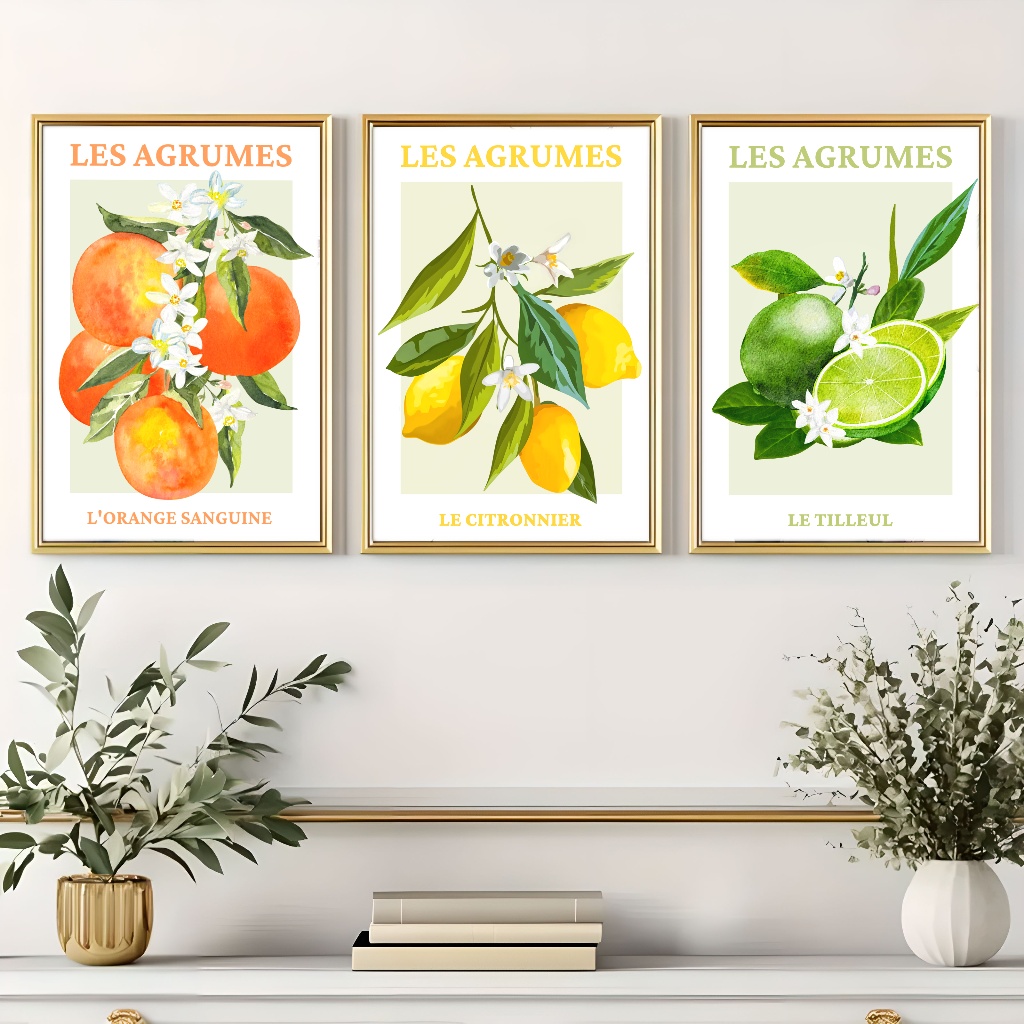 LES AGRUMES
L'ORANGE SANGUINE
LES AGRUMES
LE CITRONNIER
LES AGRUMES
LE TILLEUL